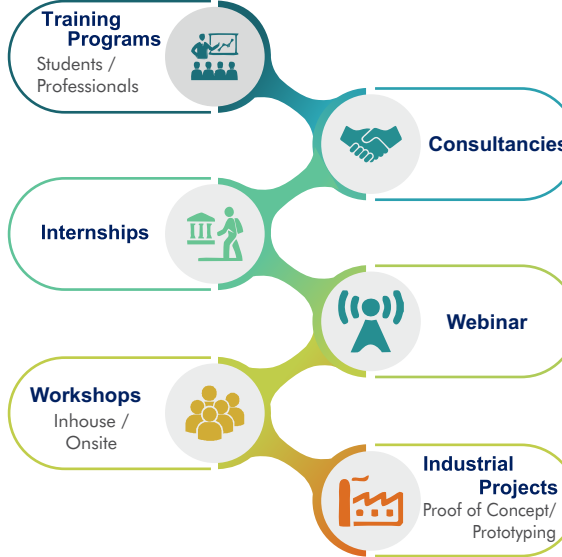 Training
Programs
Students /
Professionals
Consultancies
Internships
Webinar
Workshops
Inhouse /
Onsite
Industrial
Projects
Proof of Concept/
Prototyping